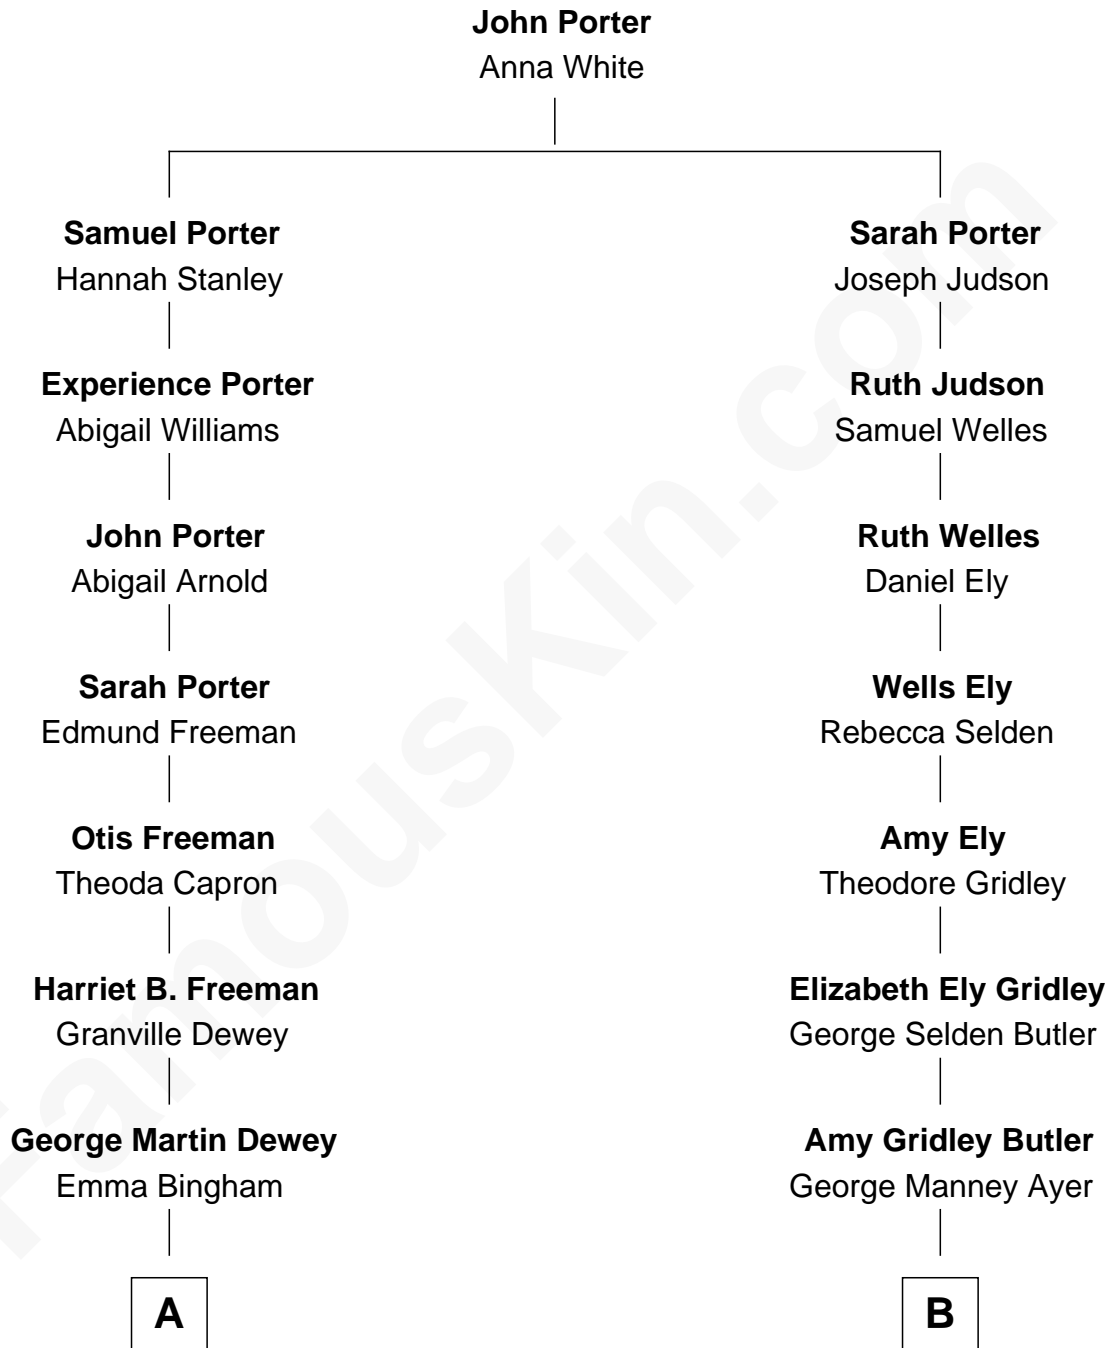 John Porter
Anna White
Samuel Porter
Hannah Stanley
Sarah Porter
Joseph Judson
Experience Porter
Abigail Williams
Ruth Judson
Samuel Welles
John Porter
Abigail Arnold
Ruth Welles
Daniel Ely
Sarah Porter
Edmund Freeman
Wells Ely
Rebecca Selden
Otis Freeman
Theoda Capron
Amy Ely
Theodore Gridley
Harriet B. Freeman
Granville Dewey
Elizabeth Ely Gridley
George Selden Butler
George Martin Dewey
Emma Bingham
Amy Gridley Butler
George Manney Ayer
A
B
FamousKin.com